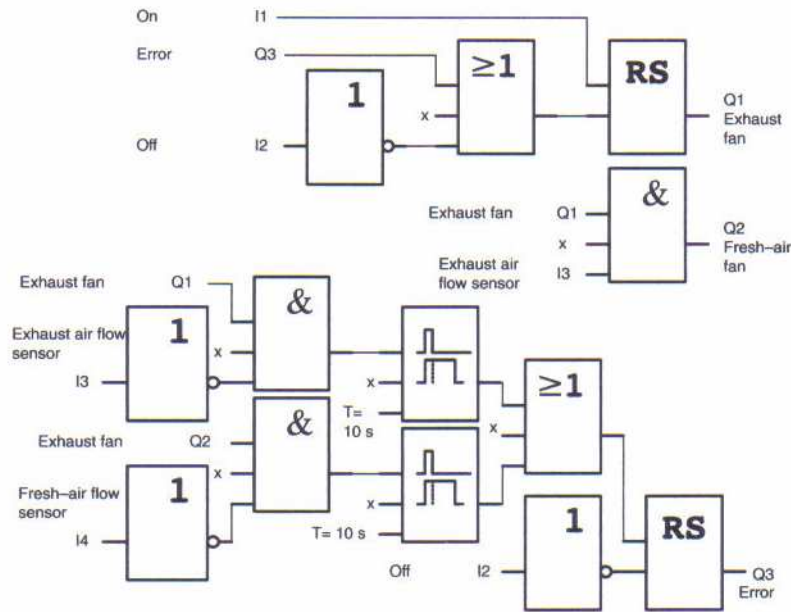 On I1
Error Q3
≥1
RS
1
x
Q1
Exhaust
fan
Off I2
&
Exhaust fan Q1
x
Q2
Fresh–air
fan
Exhaust air
flow sensor I3
Exhaust fan Q1
&
Exhaust air flow
sensor
1
x
I3
x
T=
10 s
≥1
Exhaust fan Q2
&
x
x
Fresh–air flow
sensor
1
x
I4
T= 10 s
1
RS
Off I2
Q3
Error